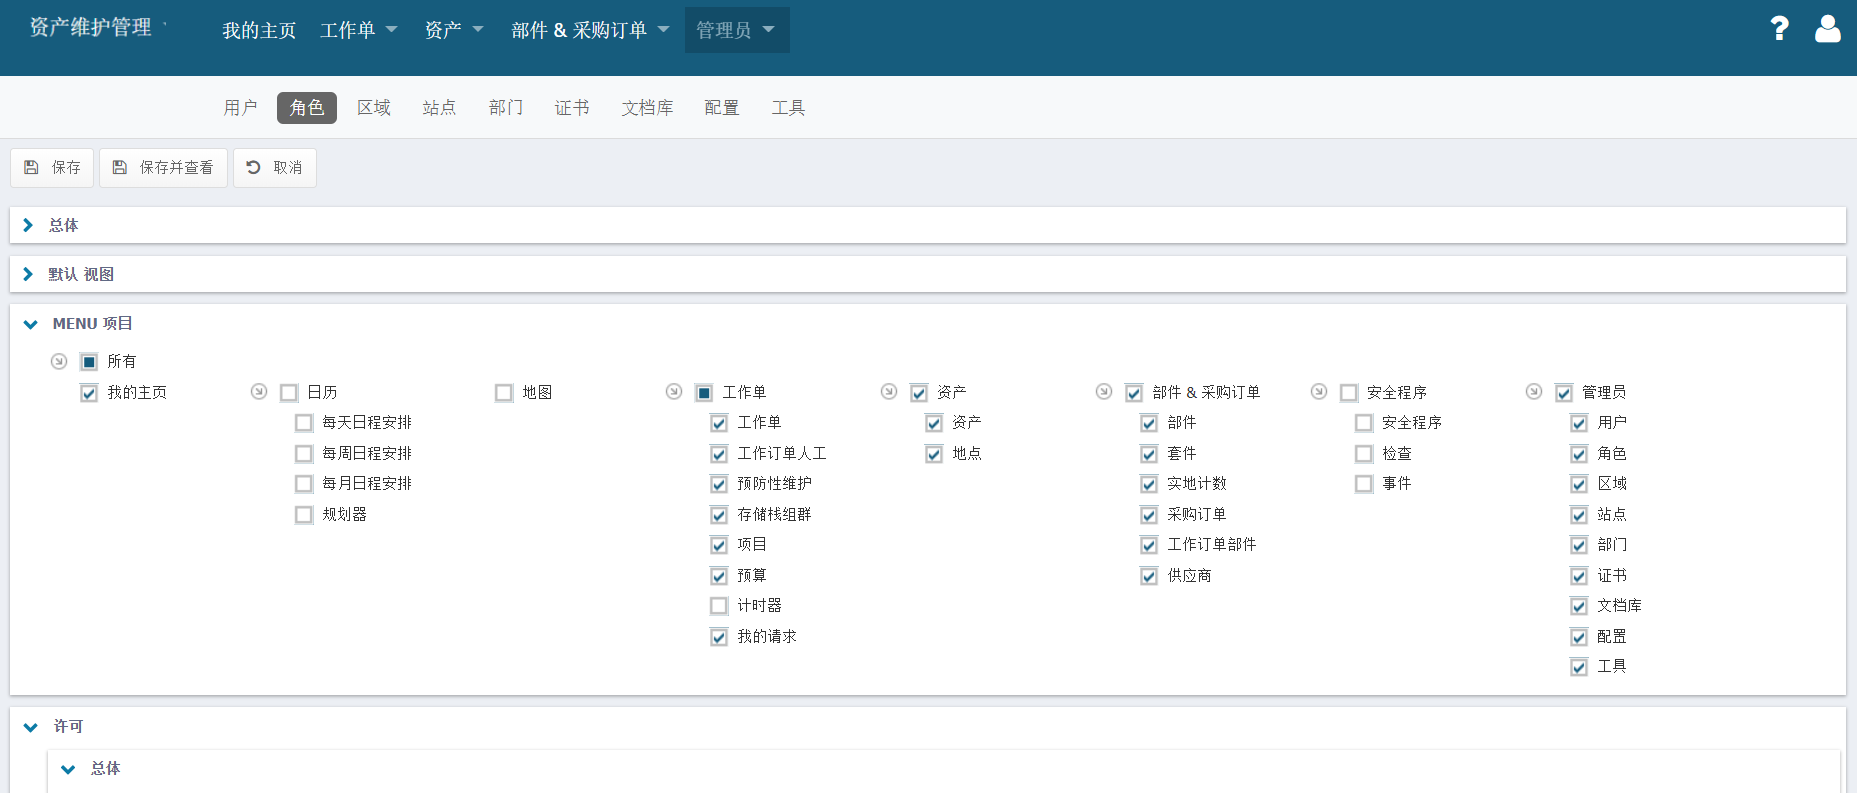 资产维护管理
我的主页 工作单 资产 部件 & 采购订单 管理员 ?
用户 角色 区域 站点 部门 证书 文档库 配置 工具
保存 保存并查看 取消
总体
默认 视图
MENU 项目
所有
我的主页 日历 地图 工作单 资产 部件 & 采购订单 安全程序 管理员
每天日程安排 工作单 资产 部件 安全程序 用户
每周日程安排 工作订单人工 地点 套件 检查 角色
每月日程安排 预防性维护 实地计数 事件 区域
规划器 存储栈组群 采购订单 站点
项目 工作订单部件 部门
预算 供应商 证书
计时器 文档库
我的请求 配置
工具
许可
总体